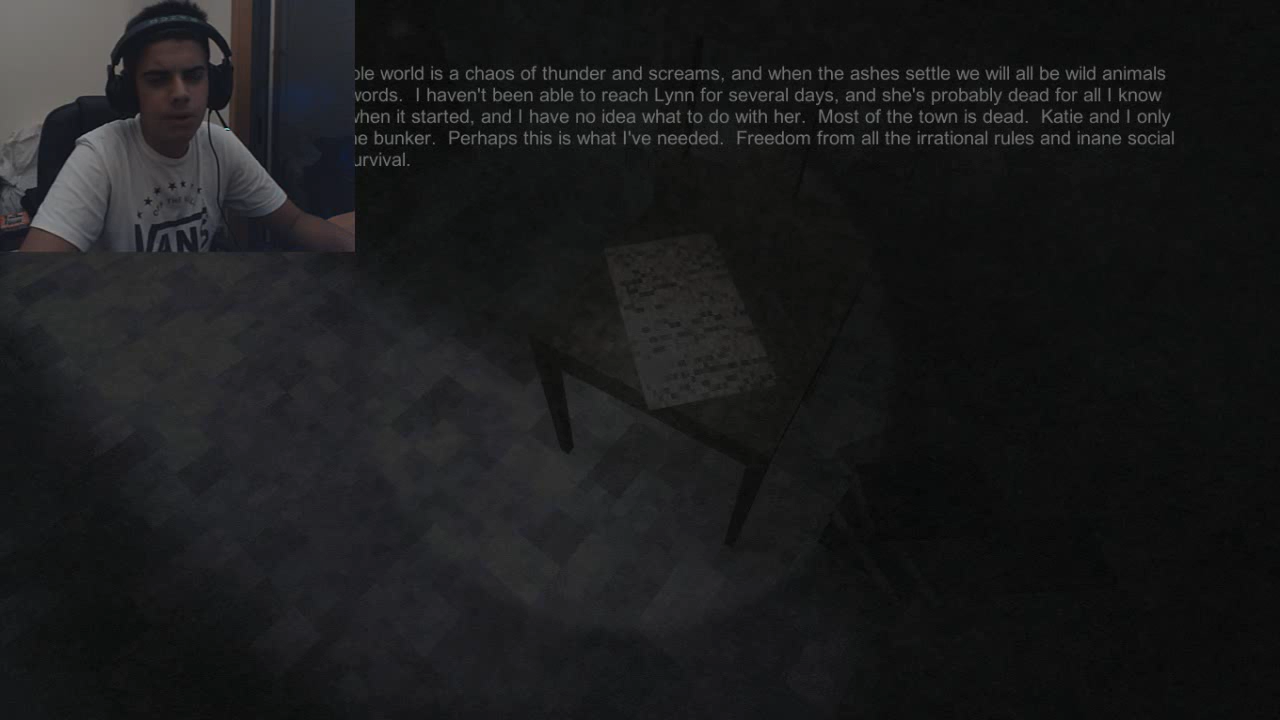 world is a chaos of thunder and screams, and when the ashes settle we will all be wild animals
words. I haven't been able to reach Lynn for several days, and she's probably dead for all I know
when it started, and I have no idea what to do with her. Most of the town is dead. Katie and I only
bunker. Perhaps this is what I've needed. Freedom from all the irrational rules and inane social
VANS